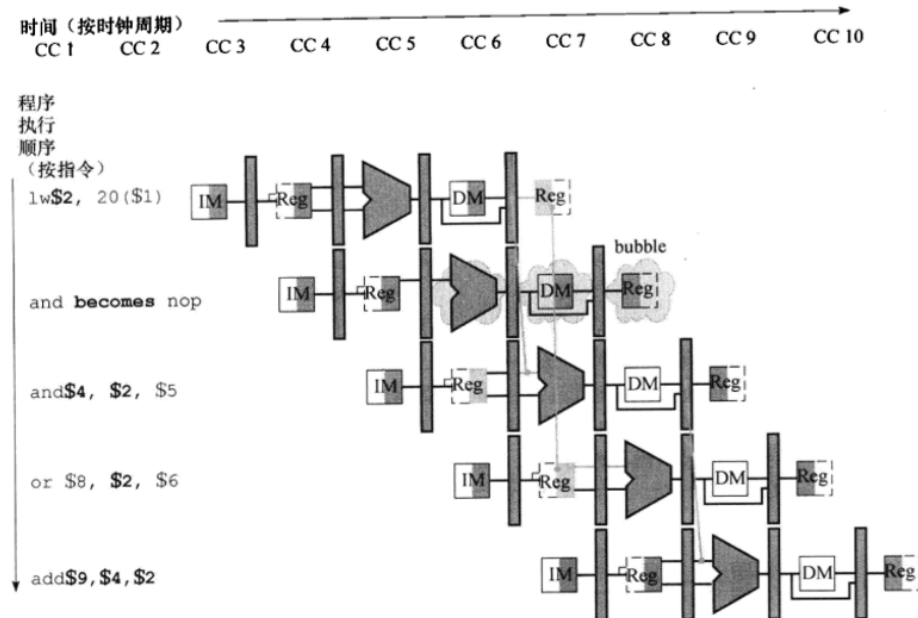 时间（按时钟周期）
CC 1 CC 2 CC 3 CC 4 CC 5 CC 6 CC 7 CC 8 CC 9 CC 10
程序
执行
顺序
（按指令）
lw$2, 20($1)
IM Reg DM Reg
bubble
and becomes nop
IM Reg DM Reg
and$4, $2, $5
IM Reg DM Reg
or $8, $2, $6
IM Reg DM Reg
add$9,$4,$2
IM Reg DM Reg